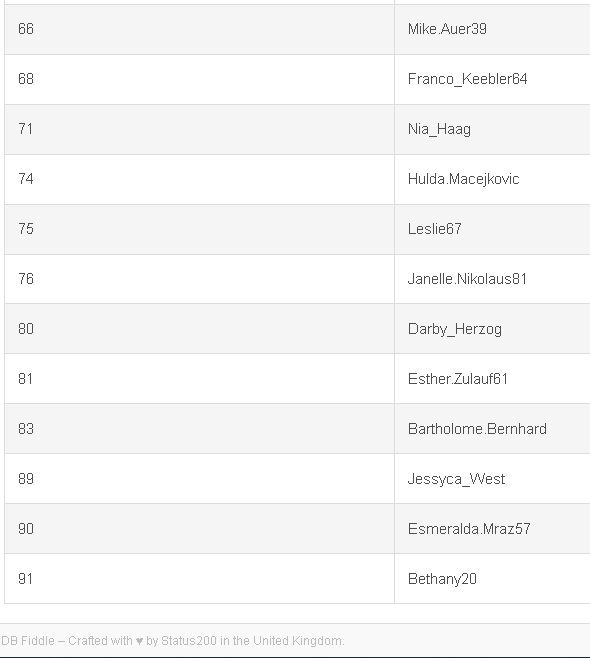 66 Mike.Auer39
68 Franco_Keebler64
71 Nia_Haag
74 Hulda.Macejkovic
75 Leslie67
76 Janelle.Nikolaus81
80 Darby_Herzog
81 Esther.Zulauf61
83 Bartholome.Bernhard
89 Jessyca_West
90 Esmeralda.Mraz57
91 Bethany20
DB Fiddle – Crafted with ♥ by Status200 in the United Kingdom.